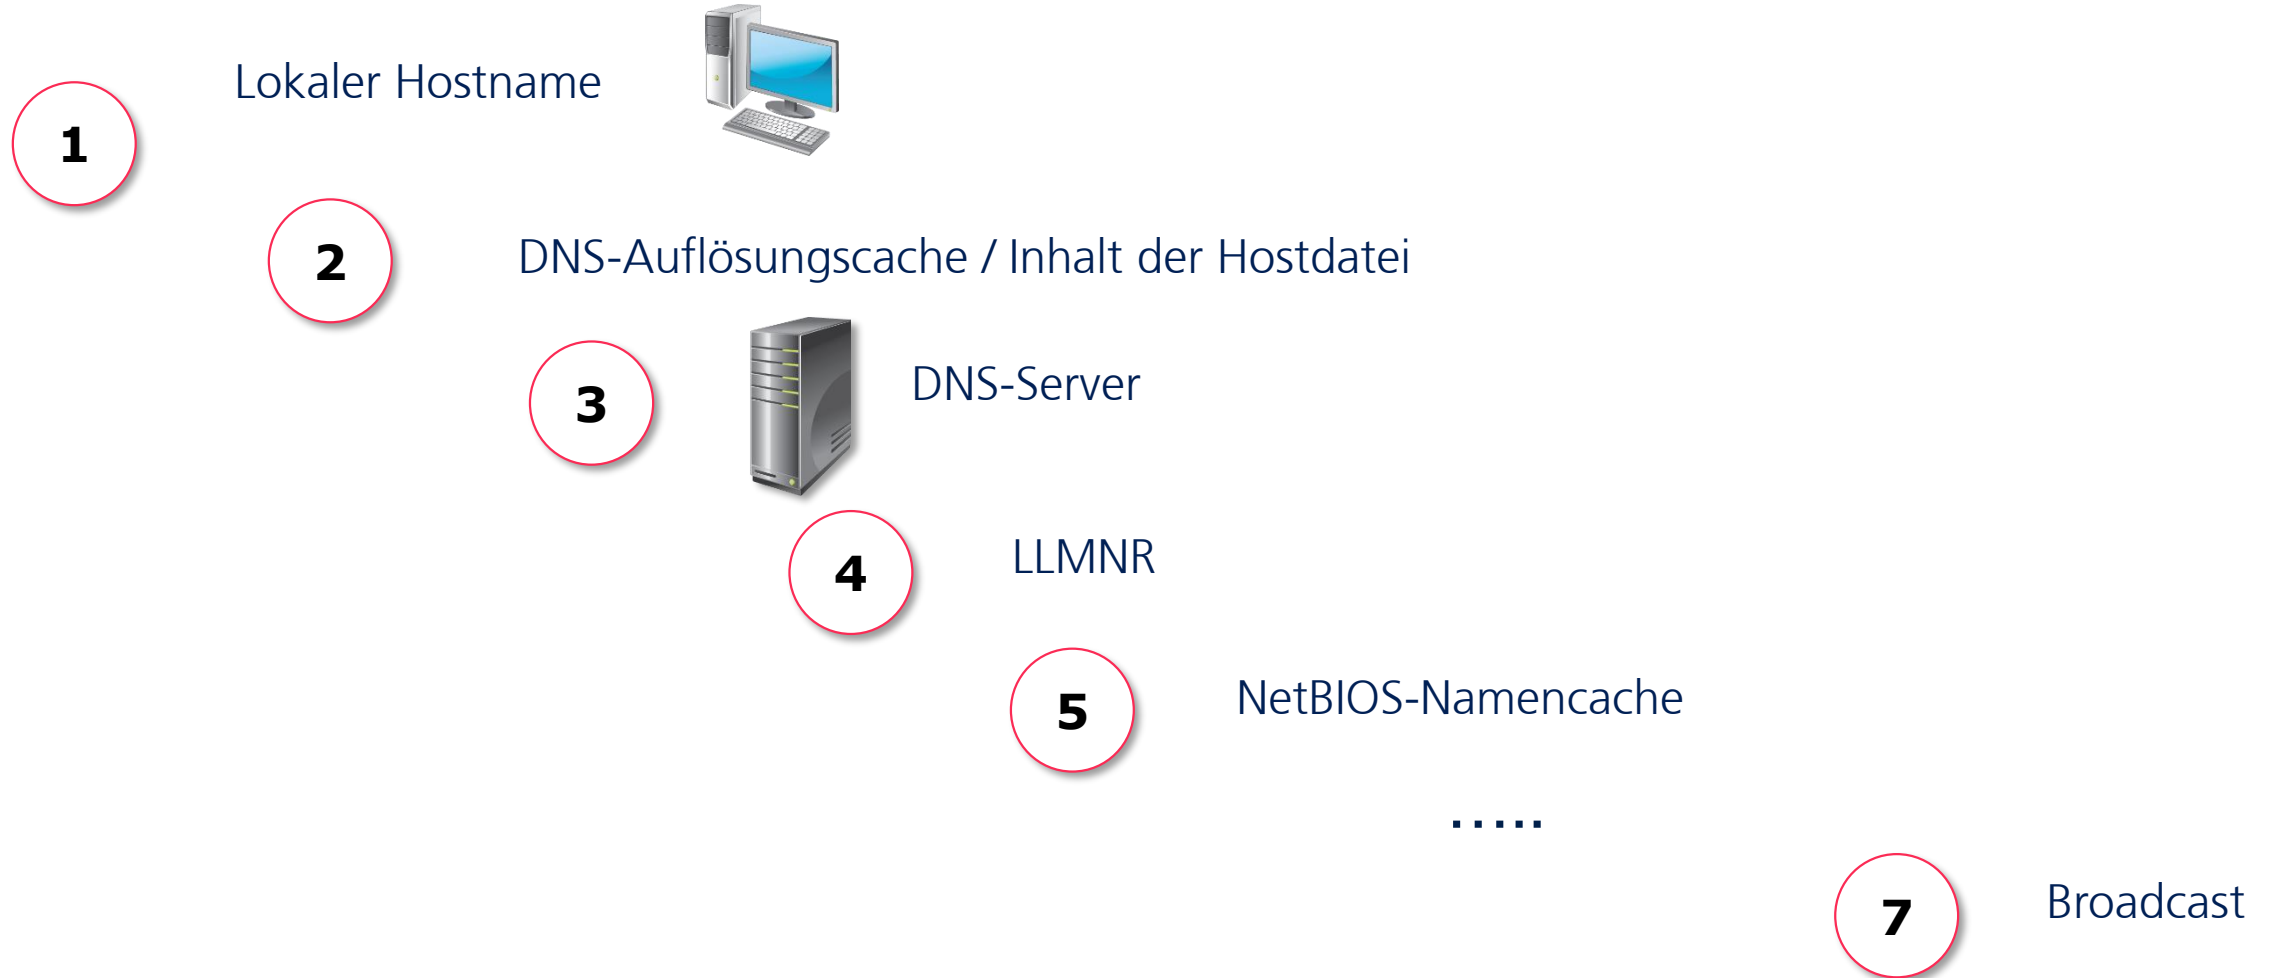 Lokaler Hostname
1
2
DNS-Auflösungscache / Inhalt der Hostdatei
3
DNS-Server
4
LLMNR
5
NetBIOS-Namencache
.....
7
Broadcast